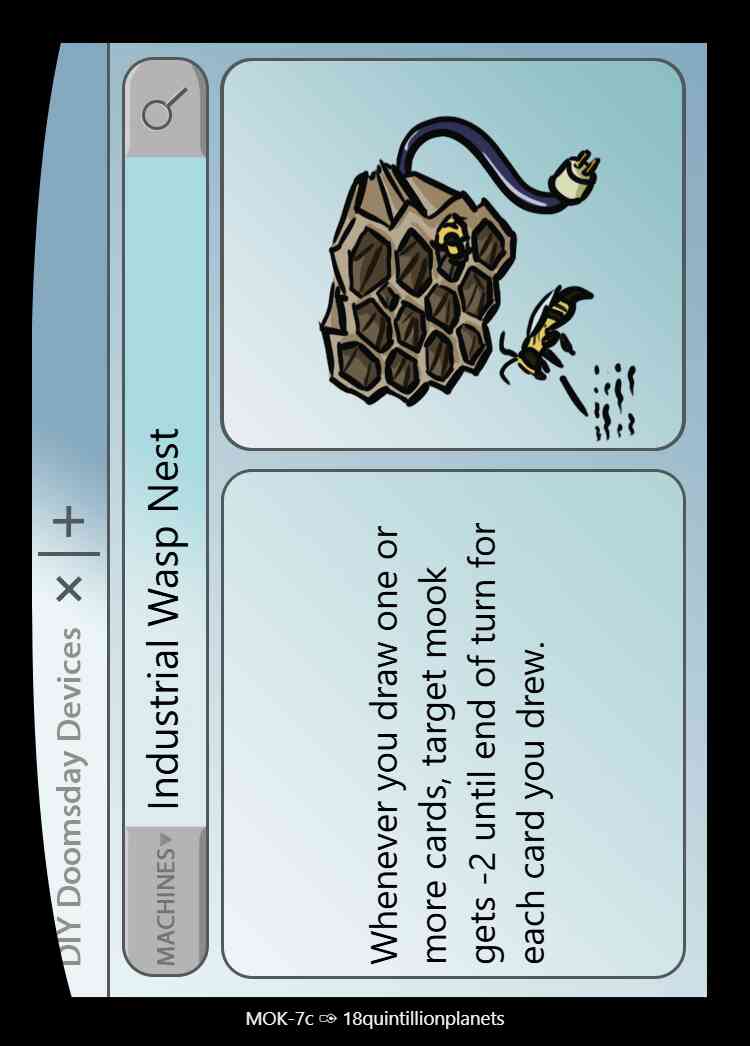 DIY Doomsday Devices × | +
MACHINES▾ Industrial Wasp Nest
Whenever you draw one or
more cards, target mook
gets -2 until end of turn for
each card you drew.
MOK-7c ✑ 18quintillionplanets